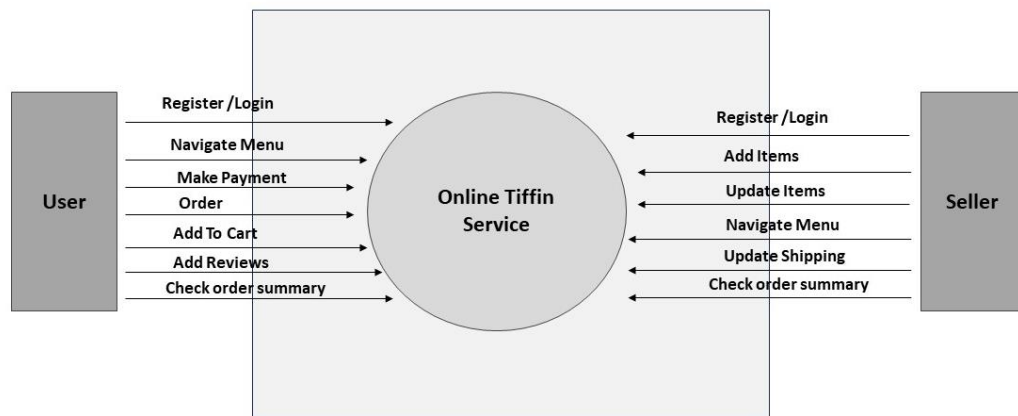 User
Register /Login
Navigate Menu
Make Payment
Order
Add To Cart
Add Reviews
Check order summary
Online Tiffin
Service
Register /Login
Add Items
Update Items
Navigate Menu
Update Shipping
Check order summary
Seller